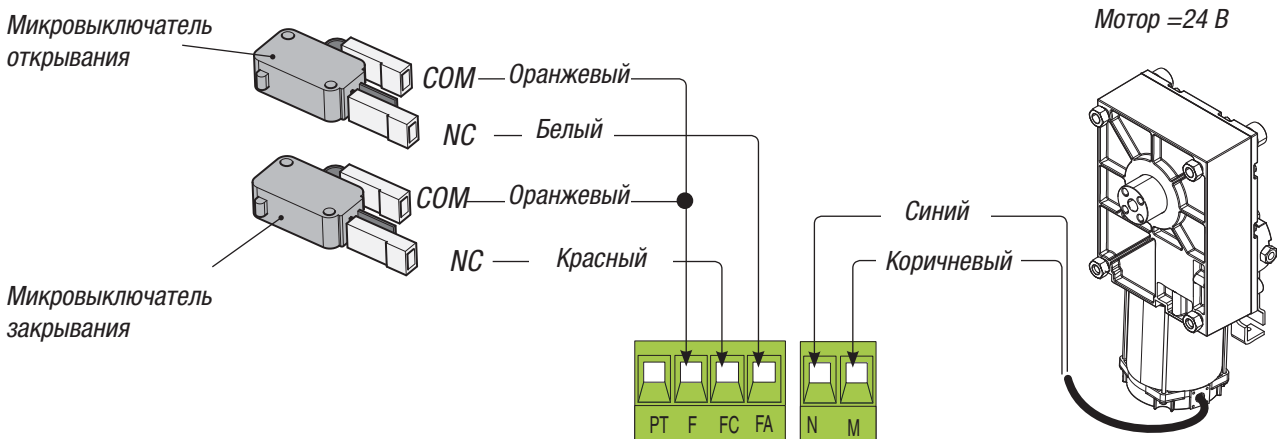 Микровыключатель
открывания
Мотор =24 В
COM
Оранжевый
NC
Белый
COM
Оранжевый
NC
Красный
Микровыключатель
закрывания
Синий
Коричневый
PT F FC FA N M